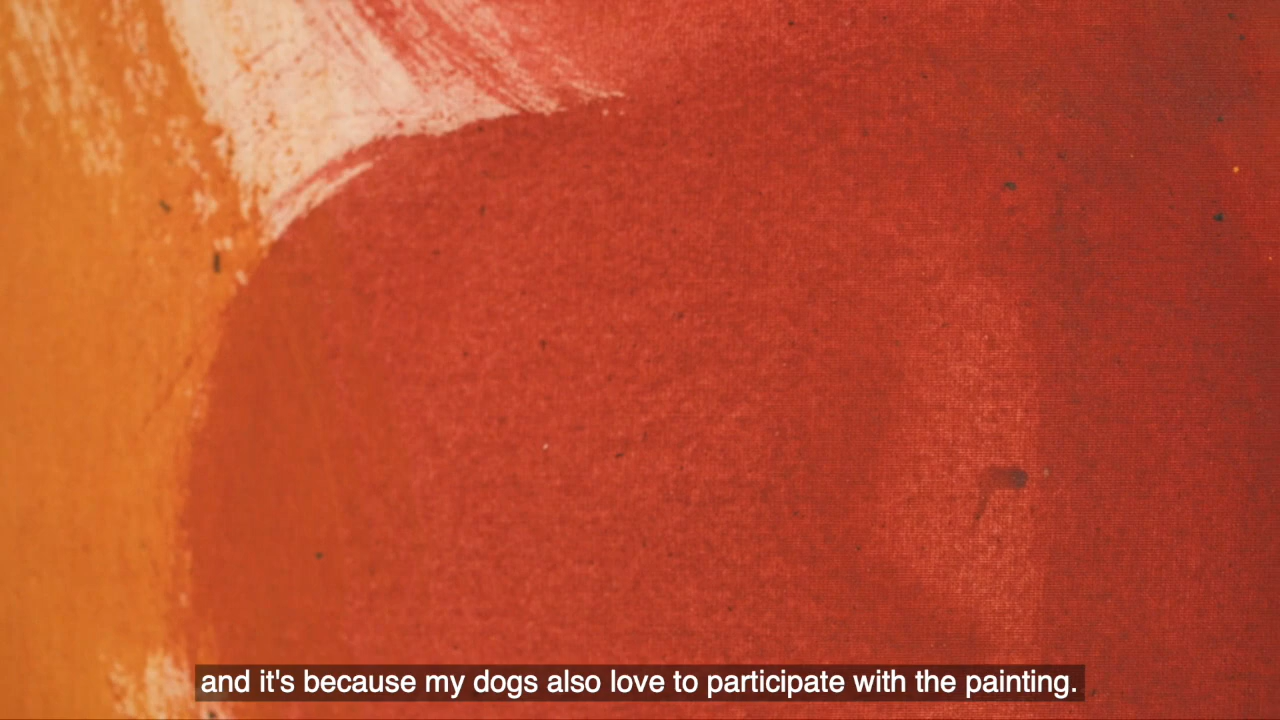 and it's because my dogs also love to participate with the painting.